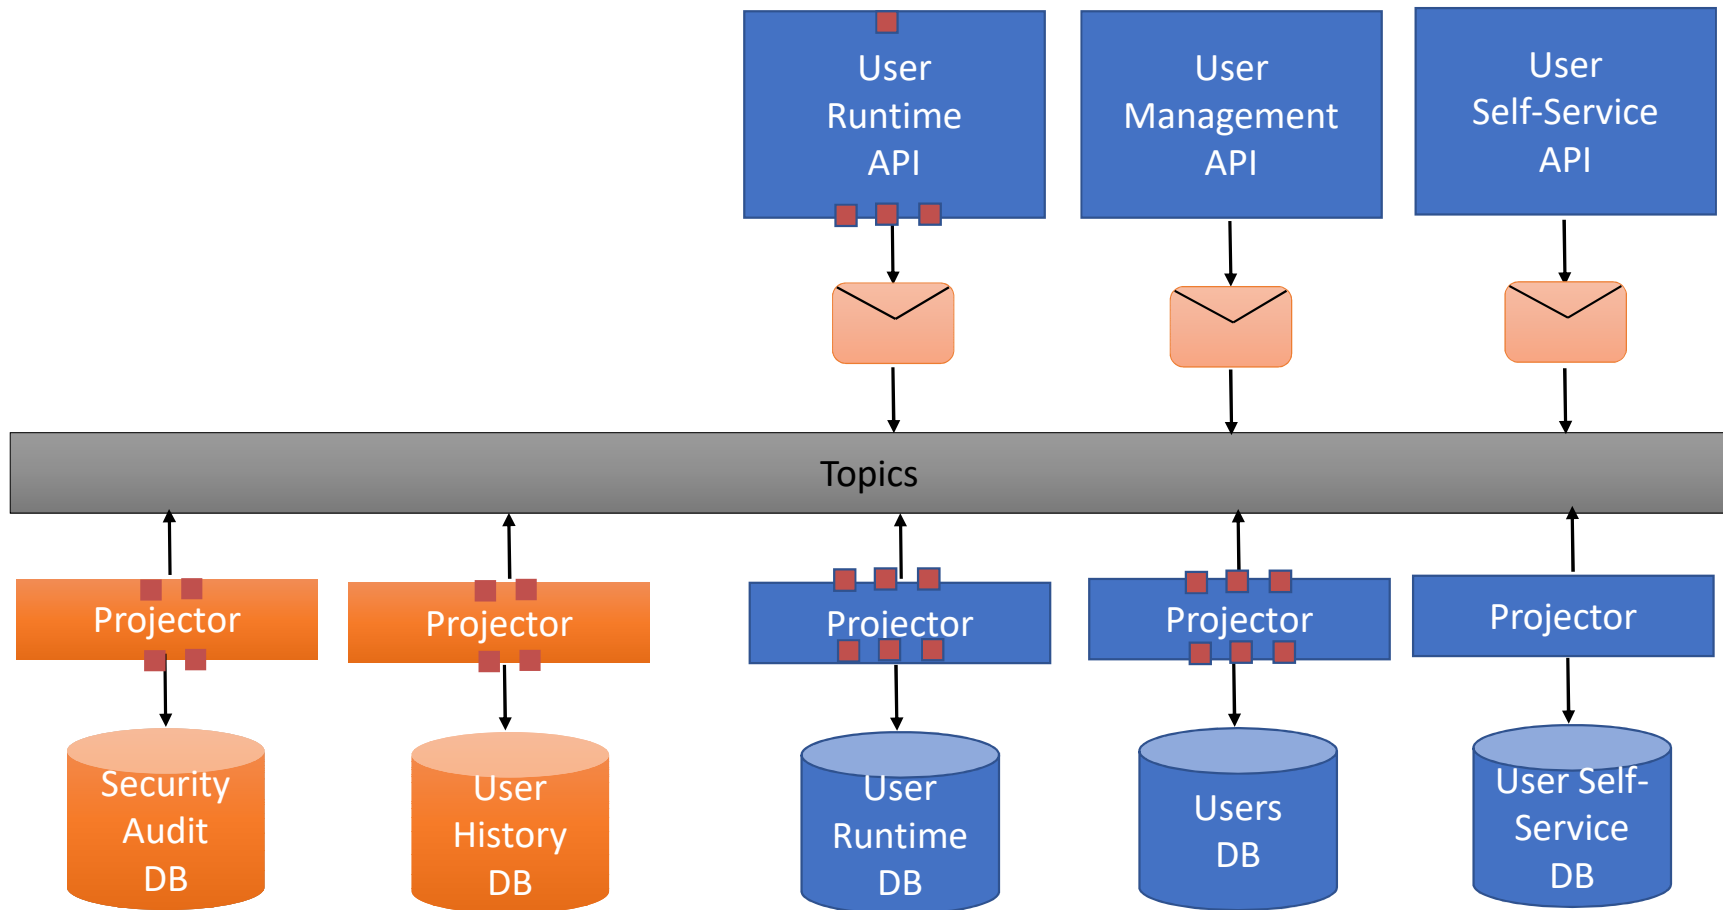 User
Runtime
API
User
Management
API
User
Self-Service
API
Topics
Projector
Projector
Projector
Projector
Projector
Security
Audit
DB
User
History
DB
User
Runtime
DB
Users
DB
User Self-
Service
DB